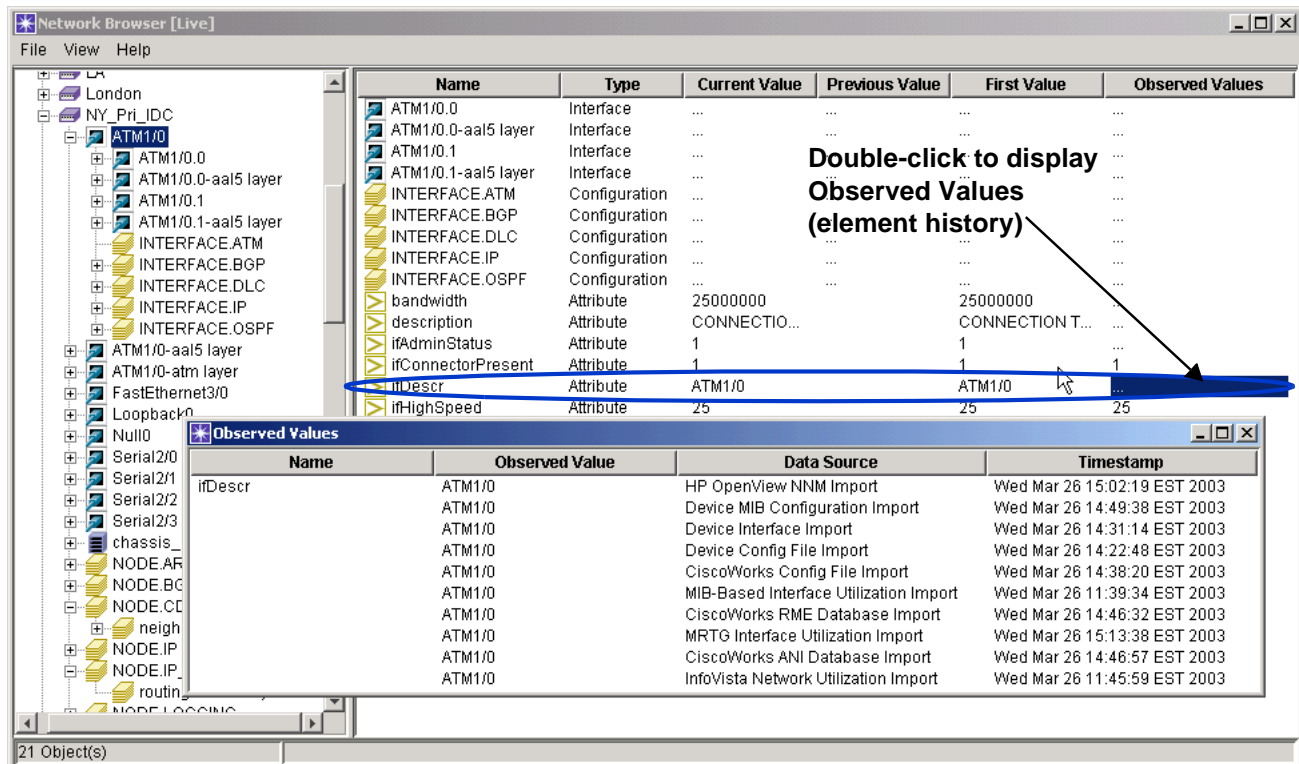 Network Browser [Live]
File View Help
LA
London
NY_Pri_IDC
ATM1/0
ATM1/0.0
ATM1/0.0-aal5 layer
ATM1/0.1
ATM1/0.1-aal5 layer
INTERFACE.ATM
INTERFACE.BGP
INTERFACE.DLC
INTERFACE.IP
INTERFACE.OSPF
ATM1/0-aal5 layer
ATM1/0-atm layer
FastEthernet3/0
Loopback0
Null0
Serial2/0
Serial2/1
Serial2/2
Serial2/3
chassis_
NODE.AR
NODE.BG
NODE.CD
neigh
NODE.IP
NODE.IP_
routin
NODE.LOGGING
Name Type Current Value Previous Value First Value Observed Values
ATM1/0.0 Interface ... ... ... ...
ATM1/0.0-aal5 layer Interface ... ... ... ...
ATM1/0.1 Interface ... ... ... ...
ATM1/0.1-aal5 layer Interface ... ... ... ...
INTERFACE.ATM Configuration ... ... ... ...
INTERFACE.BGP Configuration ... ... ... ...
INTERFACE.DLC Configuration ... ... ... ...
INTERFACE.IP Configuration ... ... ... ...
INTERFACE.OSPF Configuration ... ... ... ...
bandwidth Attribute 25000000 25000000 ...
description Attribute CONNECTIO... CONNECTION T... ...
ifAdminStatus Attribute 1 1 ...
ifConnectorPresent Attribute 1 1 1
ifDescr Attribute ATM1/0 ATM1/0 ...
ifHighSpeed Attribute 25 25 25
Double-click to display
Observed Values
(element history)
Observed Values
Name Observed Value Data Source Timestamp
ifDescr ATM1/0 HP OpenView NNM Import Wed Mar 26 15:02:19 EST 2003
ATM1/0 Device MIB Configuration Import Wed Mar 26 14:49:38 EST 2003
ATM1/0 Device Interface Import Wed Mar 26 14:31:14 EST 2003
ATM1/0 Device Config File Import Wed Mar 26 14:22:48 EST 2003
ATM1/0 CiscoWorks Config File Import Wed Mar 26 14:38:20 EST 2003
ATM1/0 MIB-Based Interface Utilization Import Wed Mar 26 11:39:34 EST 2003
ATM1/0 CiscoWorks RME Database Import Wed Mar 26 14:46:32 EST 2003
ATM1/0 MRTG Interface Utilization Import Wed Mar 26 15:13:38 EST 2003
ATM1/0 CiscoWorks ANI Database Import Wed Mar 26 14:46:57 EST 2003
ATM1/0 InfoVista Network Utilization Import Wed Mar 26 11:45:59 EST 2003
21 Object(s)